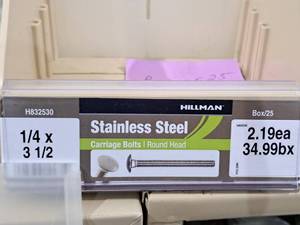 H832530
HILLMAN
Box/25
1/4 x
3 1/2
Stainless Steel
Carriage Bolts | Round Head
2.19ea
34.99bx